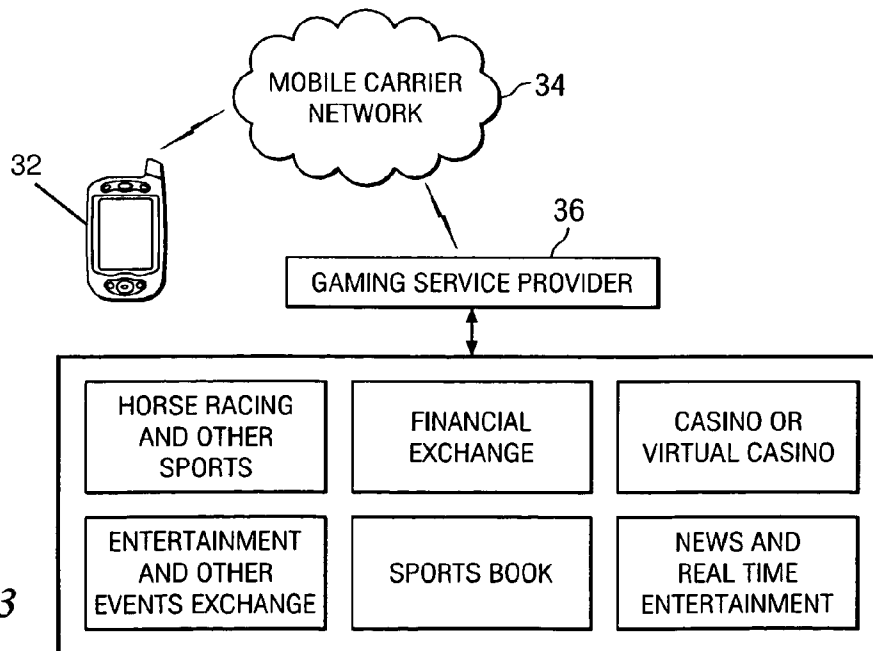 MOBILE CARRIER
NETWORK
34
32
36
GAMING SERVICE PROVIDER
HORSE RACING
AND OTHER
SPORTS
FINANCIAL
EXCHANGE
CASINO OR
VIRTUAL CASINO
ENTERTAINMENT
AND OTHER
EVENTS EXCHANGE
SPORTS BOOK
NEWS AND
REAL TIME
ENTERTAINMENT
3